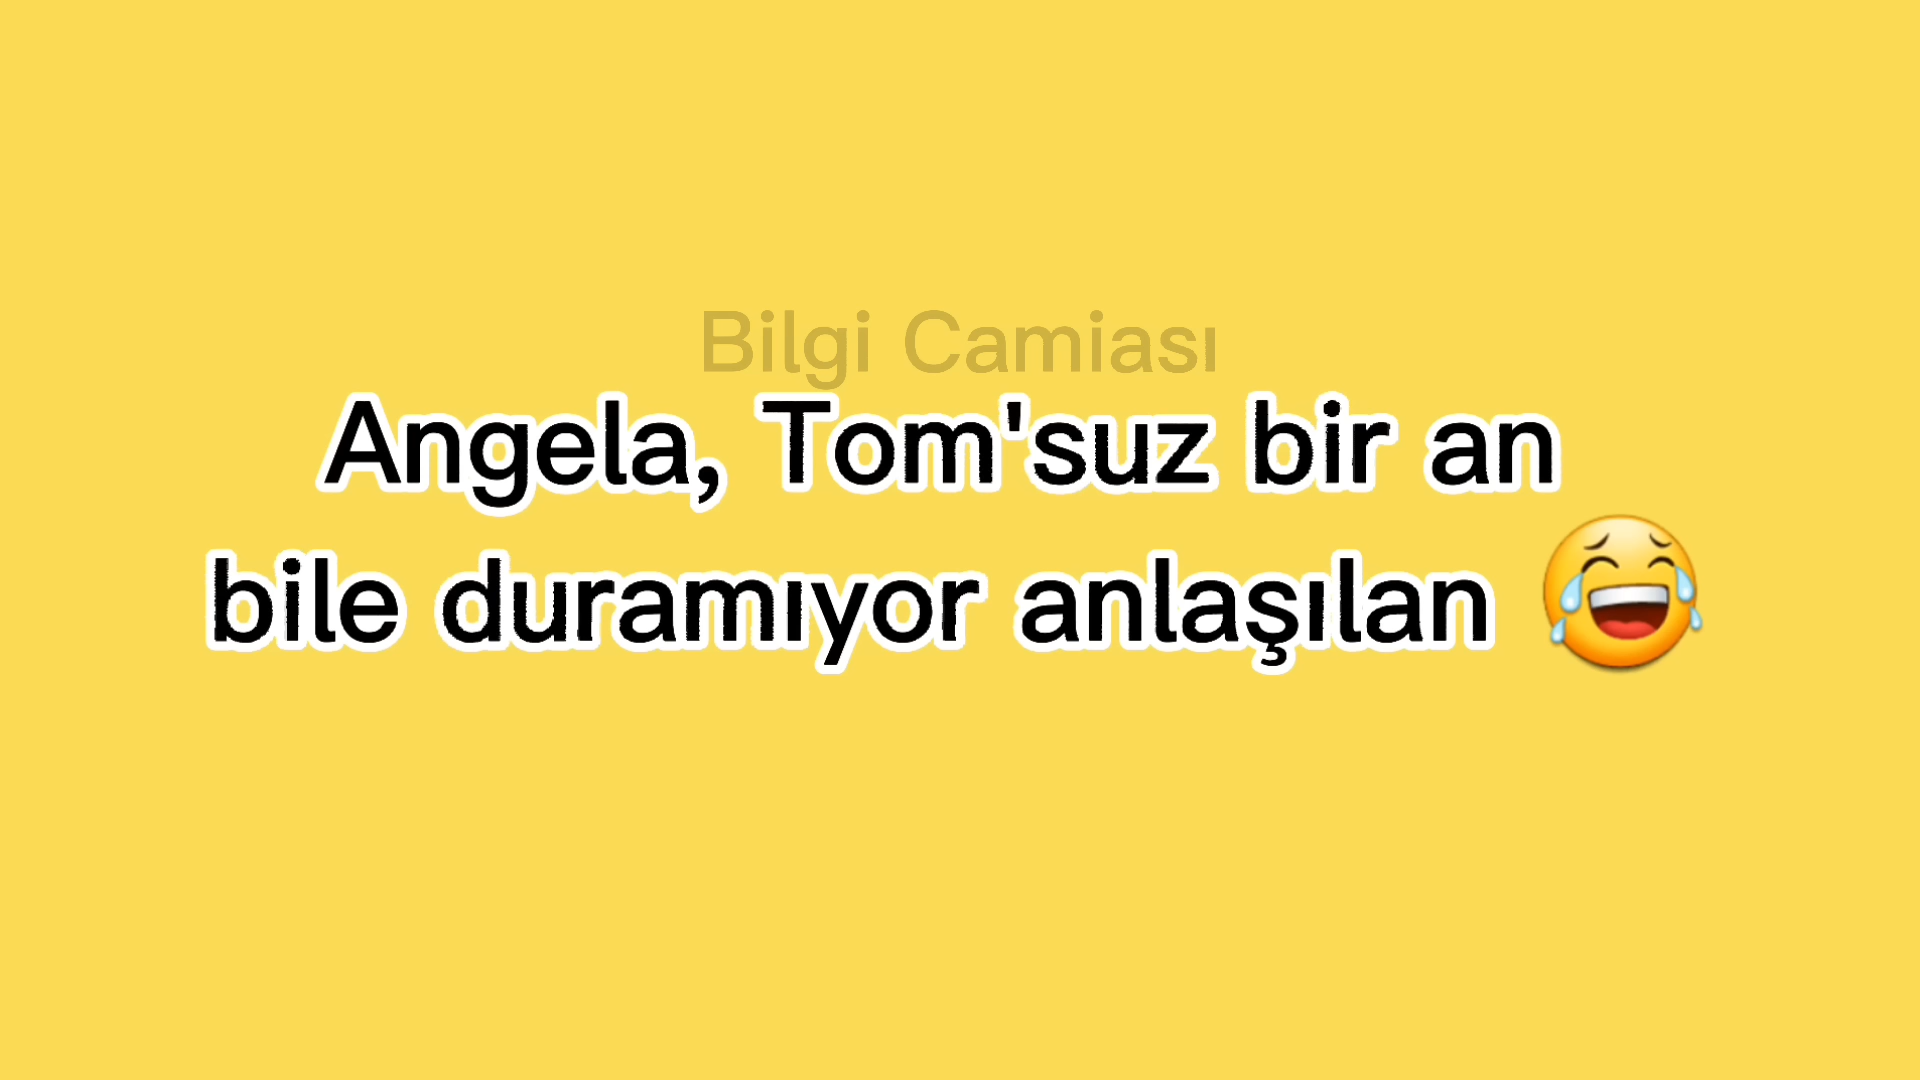 Bilgi Camiası
Angela, Tom'suz bir an
bile duramıyor anlaşılan 😂